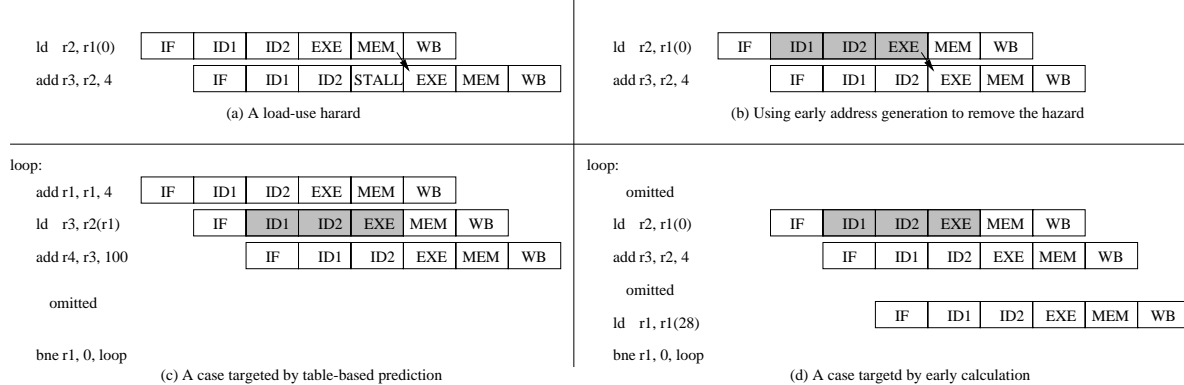 ld r2, r1(0) IF ID1 ID2 EXE MEM WB
add r3, r2, 4 IF ID1 ID2 STALL EXE MEM WB
(a) A load-use harard
ld r2, r1(0) IF ID1 ID2 EXE MEM WB
add r3, r2, 4 IF ID1 ID2 EXE MEM WB
(b) Using early address generation to remove the hazard
loop:
add r1, r1, 4 IF ID1 ID2 EXE MEM WB
ld r3, r2(r1) IF ID1 ID2 EXE MEM WB
add r4, r3, 100 IF ID1 ID2 EXE MEM WB
omitted
bne r1, 0, loop
(c) A case targeted by table-based prediction
loop:
omitted
ld r2, r1(0) IF ID1 ID2 EXE MEM WB
add r3, r2, 4 IF ID1 ID2 EXE MEM WB
omitted
ld r1, r1(28) IF ID1 ID2 EXE MEM WB
bne r1, 0, loop
(d) A case targetd by early calculation